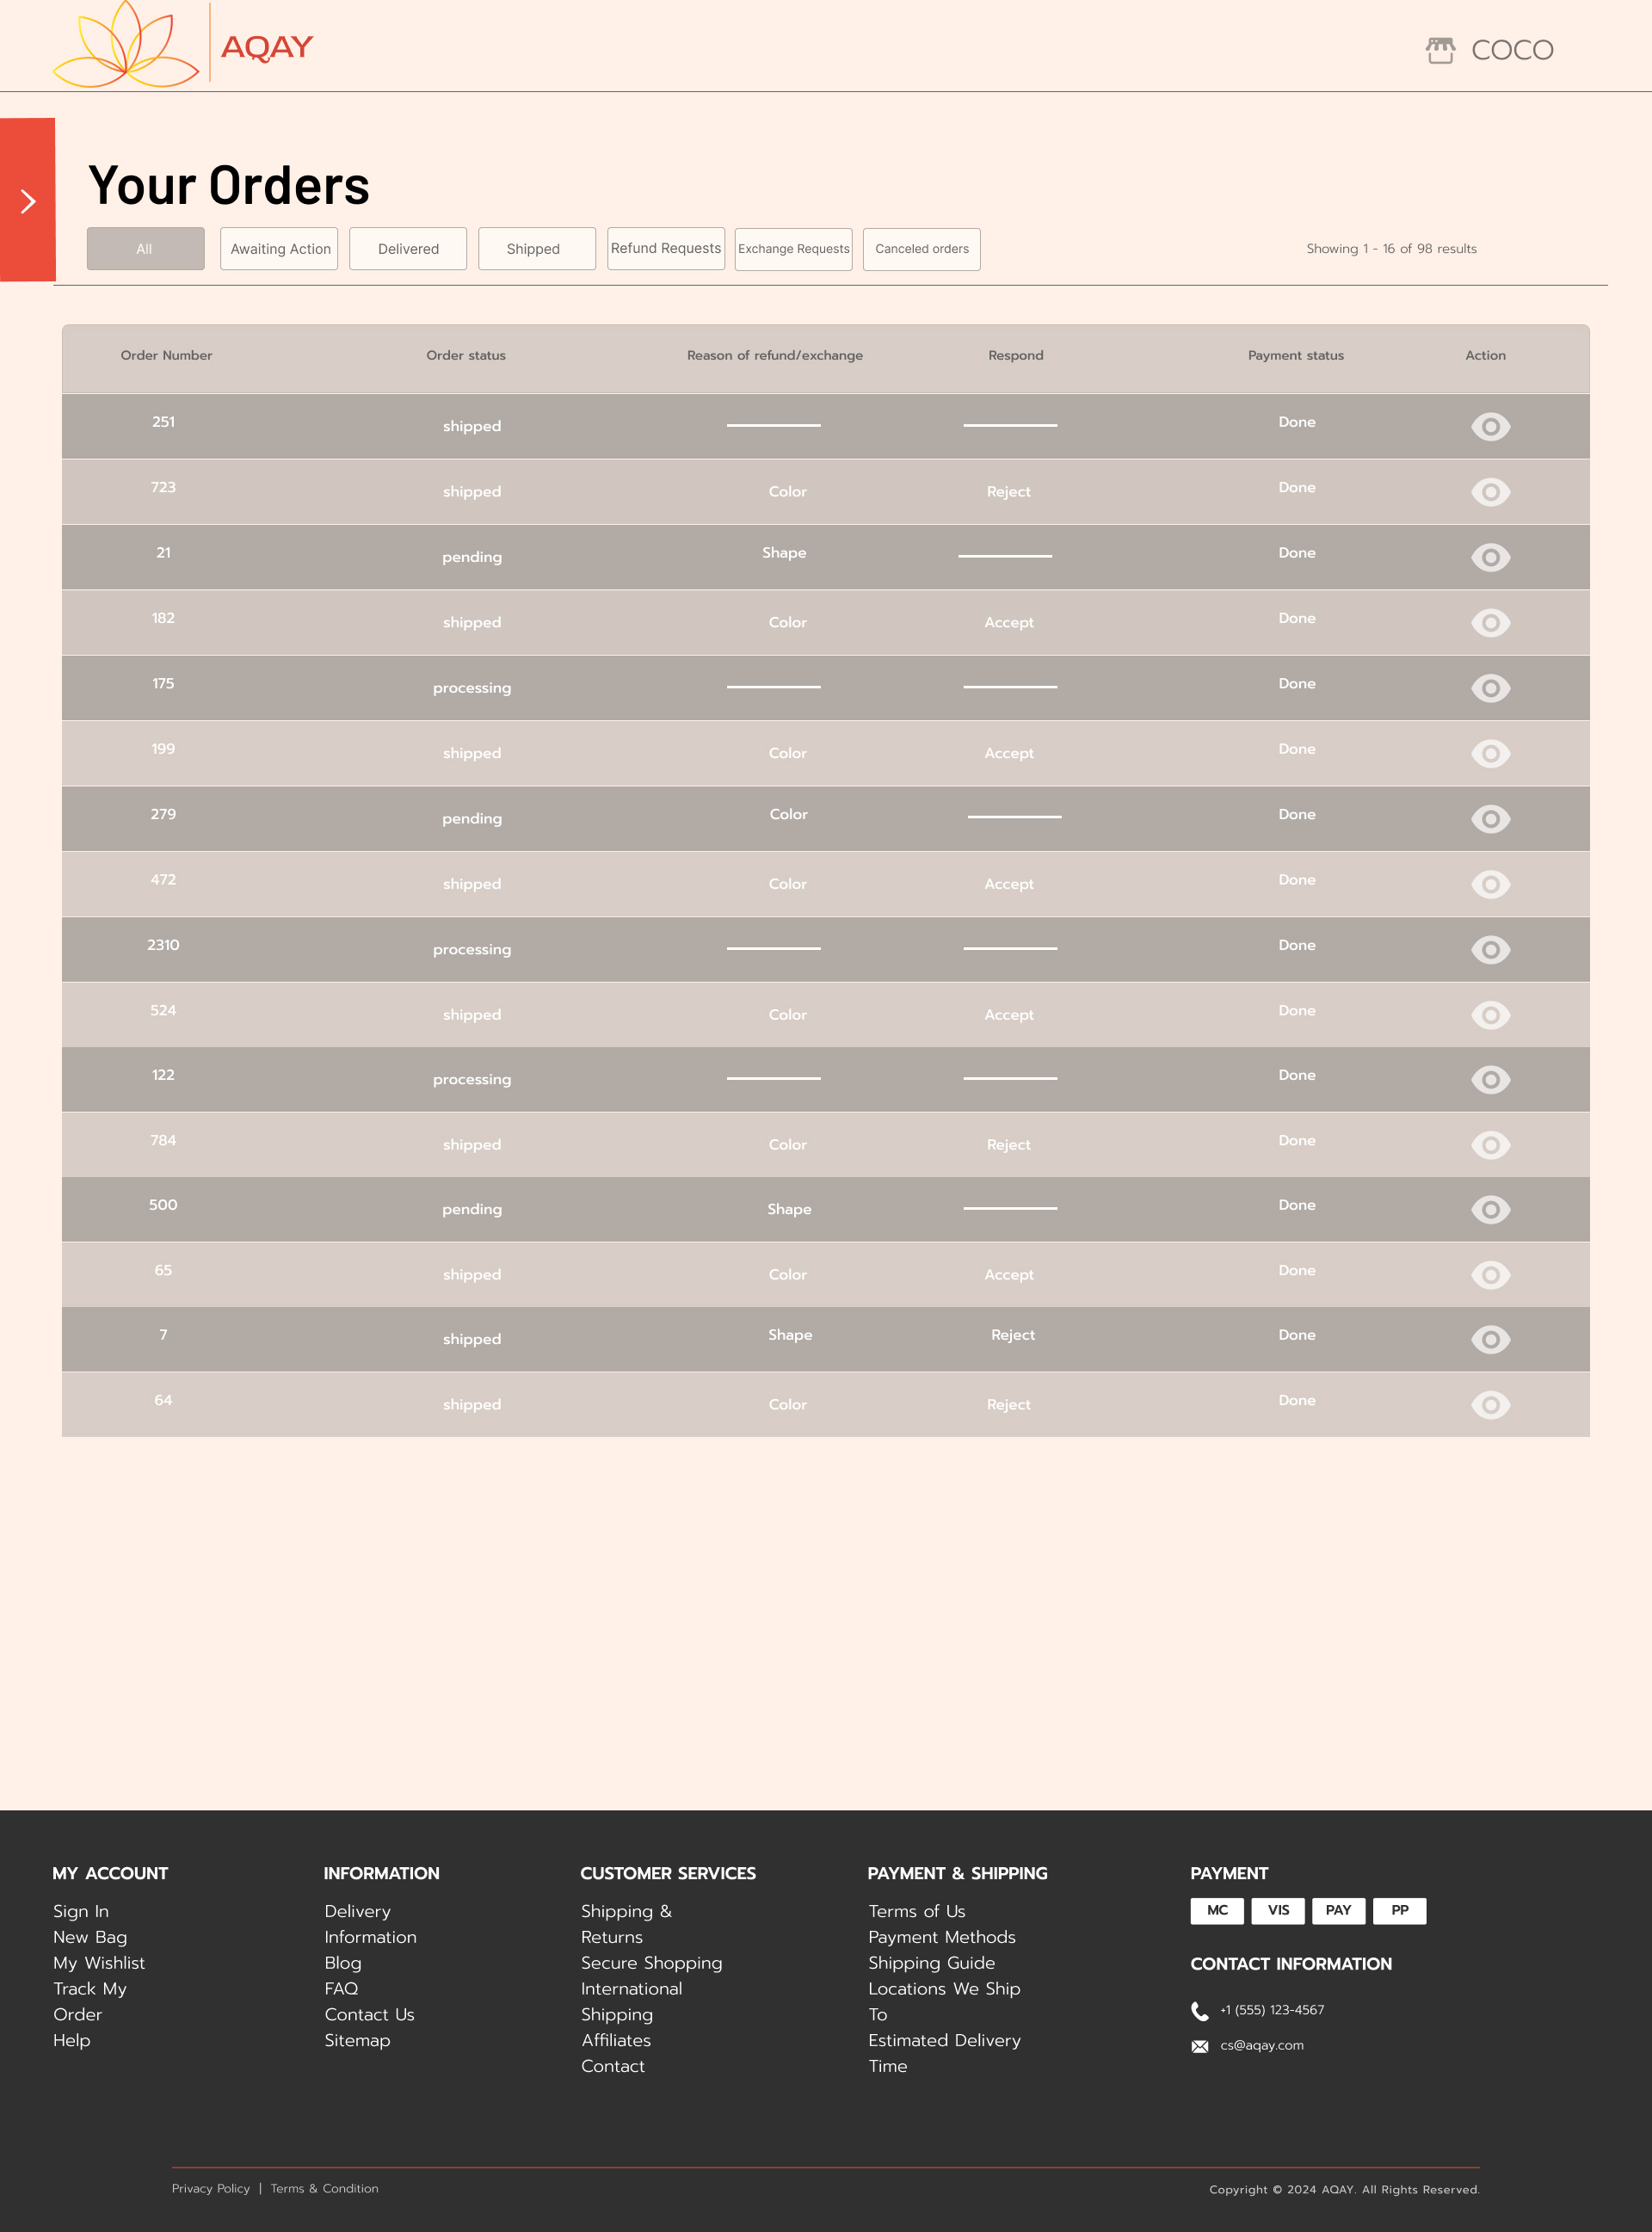 AQAY
COCO
Your Orders
All Awaiting Action Delivered Shipped Refund Requests Exchange Requests Canceled orders Showing 1 - 16 of 98 results
Order Number Order status Reason of refund/exchange Respond Payment status Action
251 shipped Done
723 shipped Color Reject Done
21 pending Shape Done
182 shipped Color Accept Done
175 processing Done
199 shipped Color Accept Done
279 pending Color Done
472 shipped Color Accept Done
2310 processing Done
524 shipped Color Accept Done
122 processing Done
784 shipped Color Reject Done
500 pending Shape Done
65 shipped Color Accept Done
7 shipped Shape Reject Done
64 shipped Color Reject Done
MY ACCOUNT
Sign In
New Bag
My Wishlist
Track My
Order
Help
INFORMATION
Delivery
Information
Blog
FAQ
Contact Us
Sitemap
CUSTOMER SERVICES
Shipping &
Returns
Secure Shopping
International
Shipping
Affiliates
Contact
PAYMENT & SHIPPING
Terms of Us
Payment Methods
Shipping Guide
Locations We Ship
To
Estimated Delivery
Time
PAYMENT
MC VIS PAY PP
CONTACT INFORMATION
+1 (555) 123-4567
cs@aqay.com
Privacy Policy | Terms & Condition
Copyright © 2024 AQAY. All Rights Reserved.